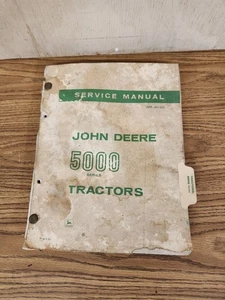 SERVICE MANUAL
JOHN DEERE
5000
SERIES
TRACTORS